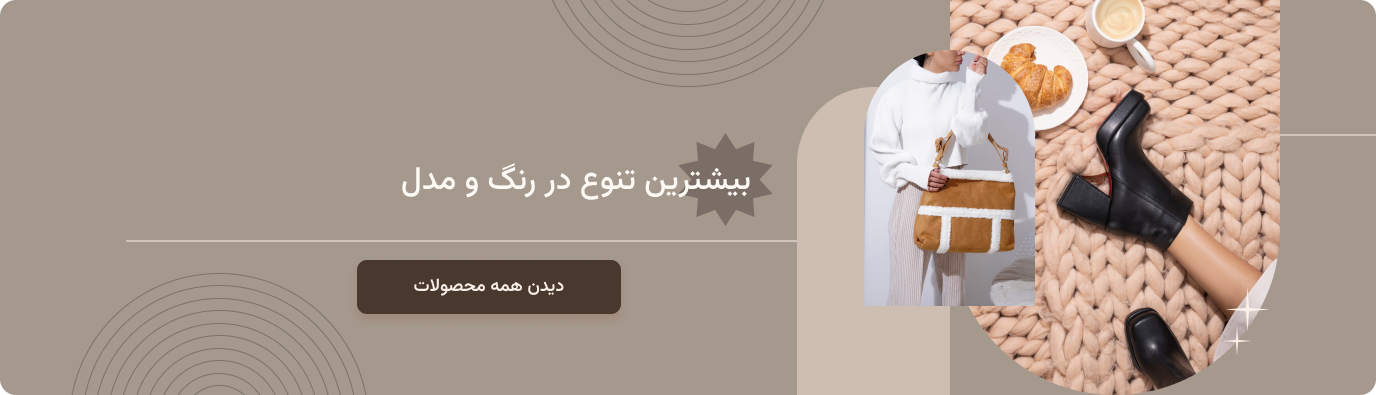 بیشترین تنوع در رنگ و مدل
دیدن همه محصولات